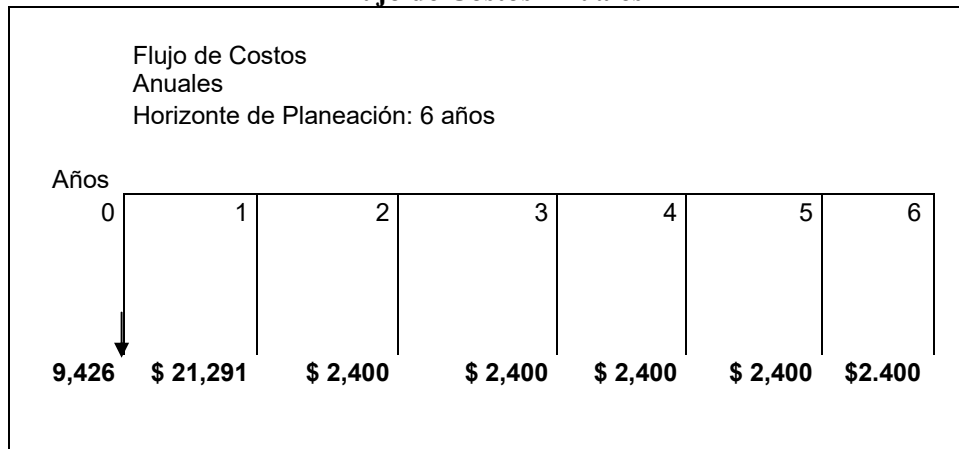 Flujo de Costos
Anuales
Horizonte de Planeación: 6 años
Años
0 1 2 3 4 5 6
9,426 $ 21,291 $ 2,400 $ 2,400 $ 2,400 $ 2,400 $2.400